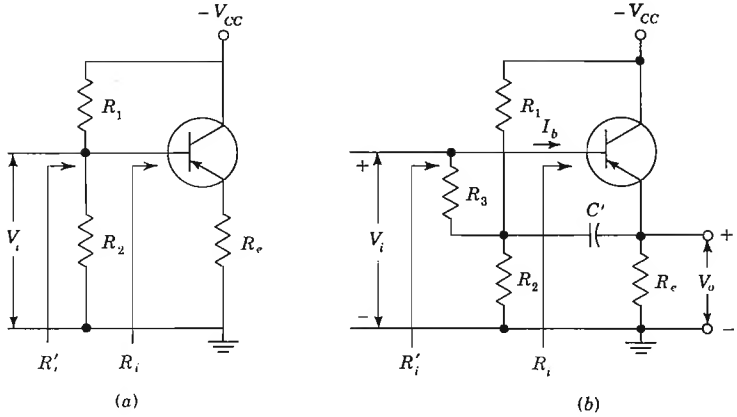 −V_CC
R_1
V_i
R_2
R_e
R'_i
R_i
(a)
−V_CC
R_1
I_b
+
R_3
C'
+
V_i
R_2
R_e
V_o
−
−
R'_i
R_i
(b)